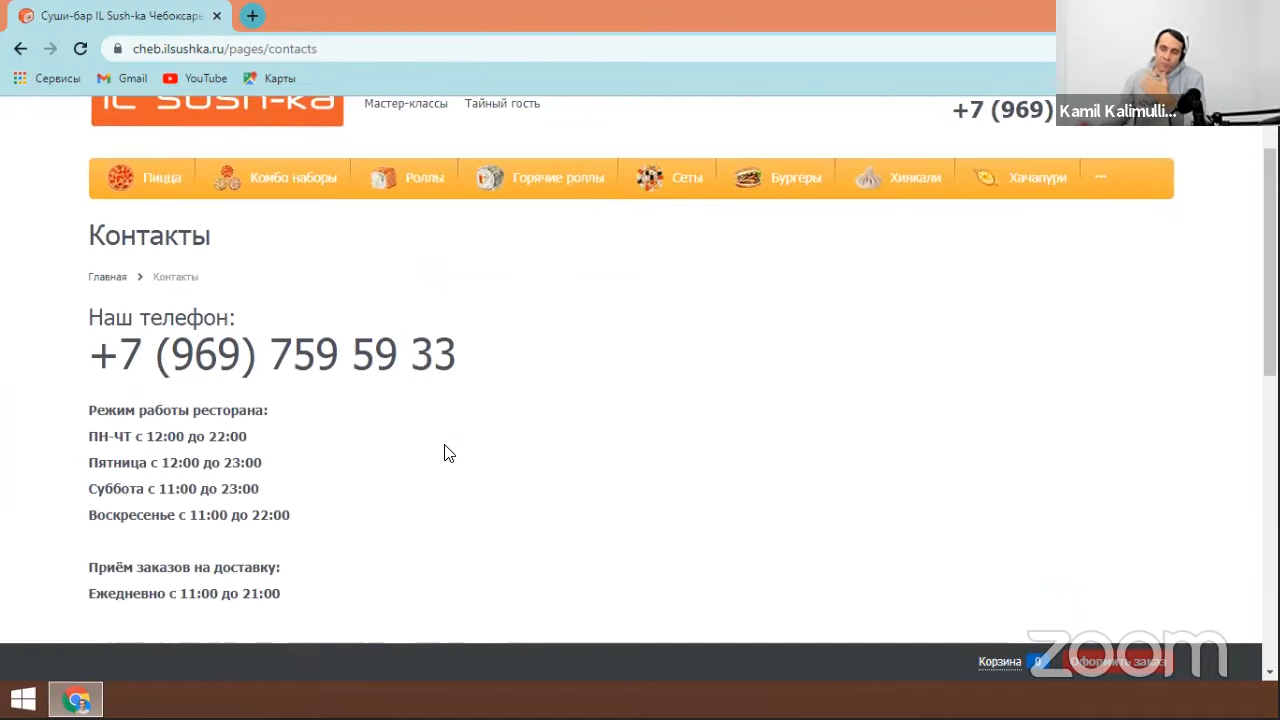 Суши-бар IL Sush-ka Чебоксары
cheb.ilsushka.ru/pages/contacts
Сервисы Gmail YouTube Карты
IL SUSH-ka Мастер-классы Тайный гость +7 (969)
Kamil Kalimulli...
Пицца Комбо наборы Роллы Горячие роллы Сеты Бургеры Хинкали Хачапури ...
Контакты
Главная > Контакты
Наш телефон:
+7 (969) 759 59 33
Режим работы ресторана:
ПН-ЧТ с 12:00 до 22:00
Пятница с 12:00 до 23:00
Суббота с 11:00 до 23:00
Воскресенье с 11:00 до 22:00
Приём заказов на доставку:
Ежедневно с 11:00 до 21:00
Корзина 0 Оформить заказ
zoom